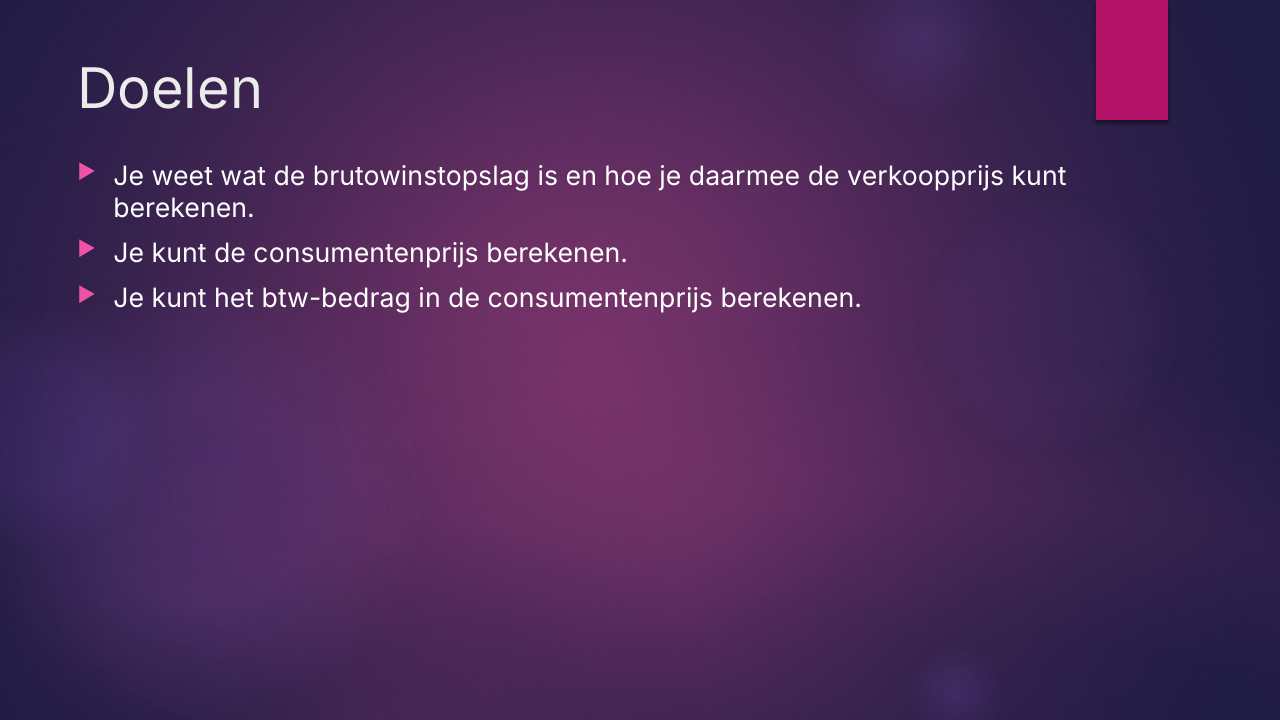 Doelen
Je weet wat de brutowinstopslag is en hoe je daarmee de verkoopprijs kunt
berekenen.
Je kunt de consumentenprijs berekenen.
Je kunt het btw-bedrag in de consumentenprijs berekenen.